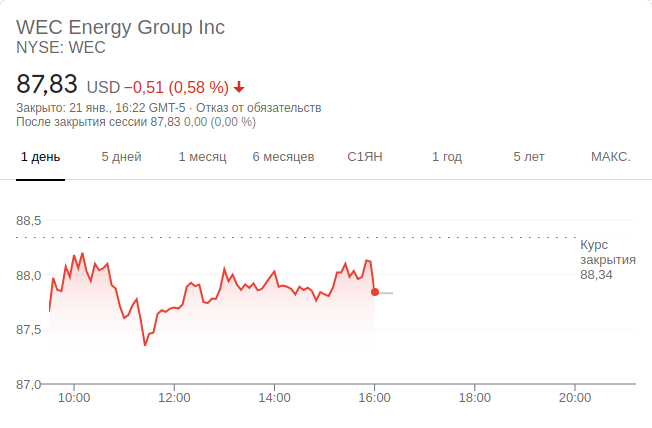 WEC Energy Group Inc
NYSE: WEC
87,83 USD −0,51 (0,58 %)
Закрыто: 21 янв., 16:22 GMT-5 · Отказ от обязательств
После закрытия сессии 87,83 0,00 (0,00 %)
1 день 5 дней 1 месяц 6 месяцев С1ЯН 1 год 5 лет МАКС.
88,5
Курс
закрытия
88,34
88,0
87,5
87,0
10:00 12:00 14:00 16:00 18:00 20:00